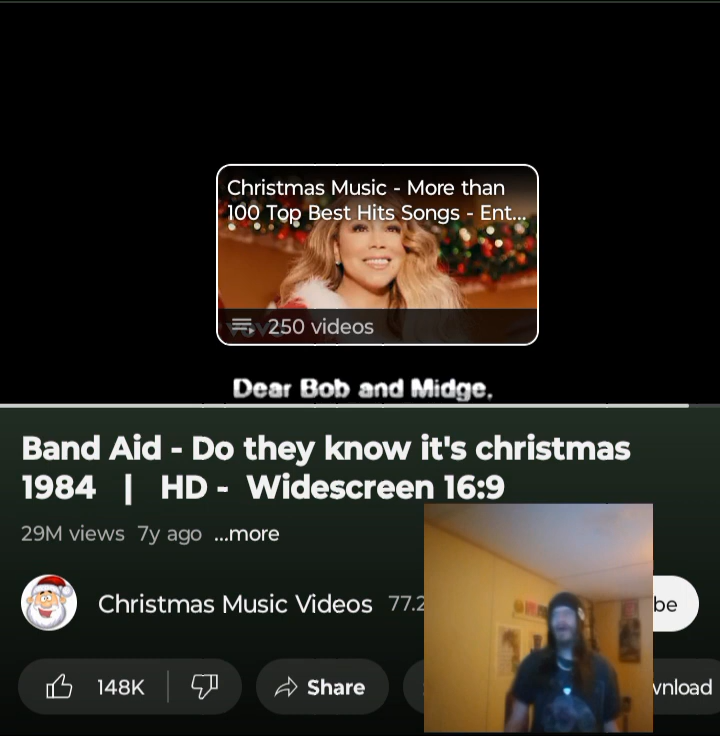 Christmas Music - More than
100 Top Best Hits Songs - Ent...
250 videos
Dear Bob and Midge,
Band Aid - Do they know it's christmas
1984 | HD - Widescreen 16:9
29M views 7y ago ...more
Christmas Music Videos 77.2
be
148K
Share
wnload